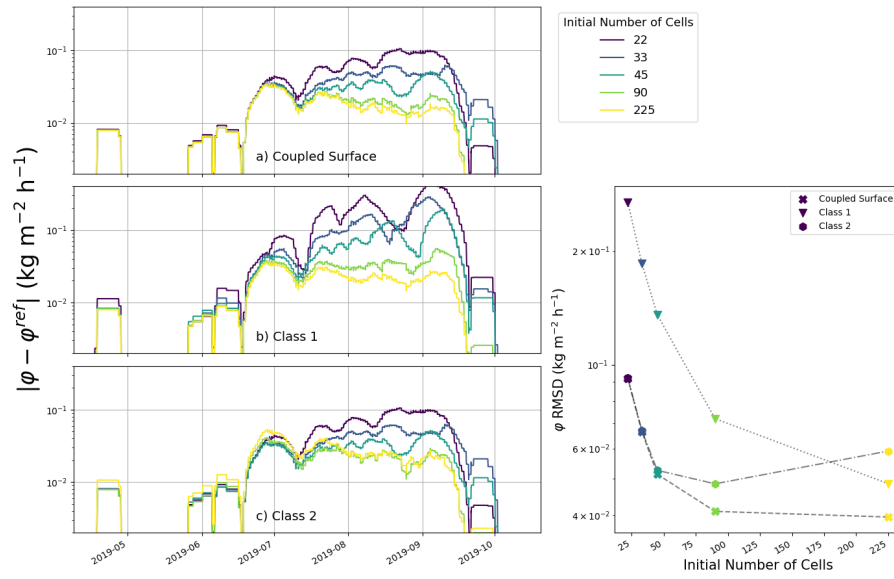 Initial Number of Cells
22
33
45
90
225
10⁻¹
10⁻²
a) Coupled Surface
|φ − φʳᵉᶠ| (kg m⁻² h⁻¹)
10⁻¹
10⁻²
b) Class 1
10⁻¹
10⁻²
c) Class 2
2019-05
2019-06
2019-07
2019-08
2019-09
2019-10
Coupled Surface
Class 1
Class 2
φ RMSD (kg m⁻² h⁻¹)
2 × 10⁻¹
10⁻¹
6 × 10⁻²
4 × 10⁻²
25
50
75
100
125
150
175
200
225
Initial Number of Cells